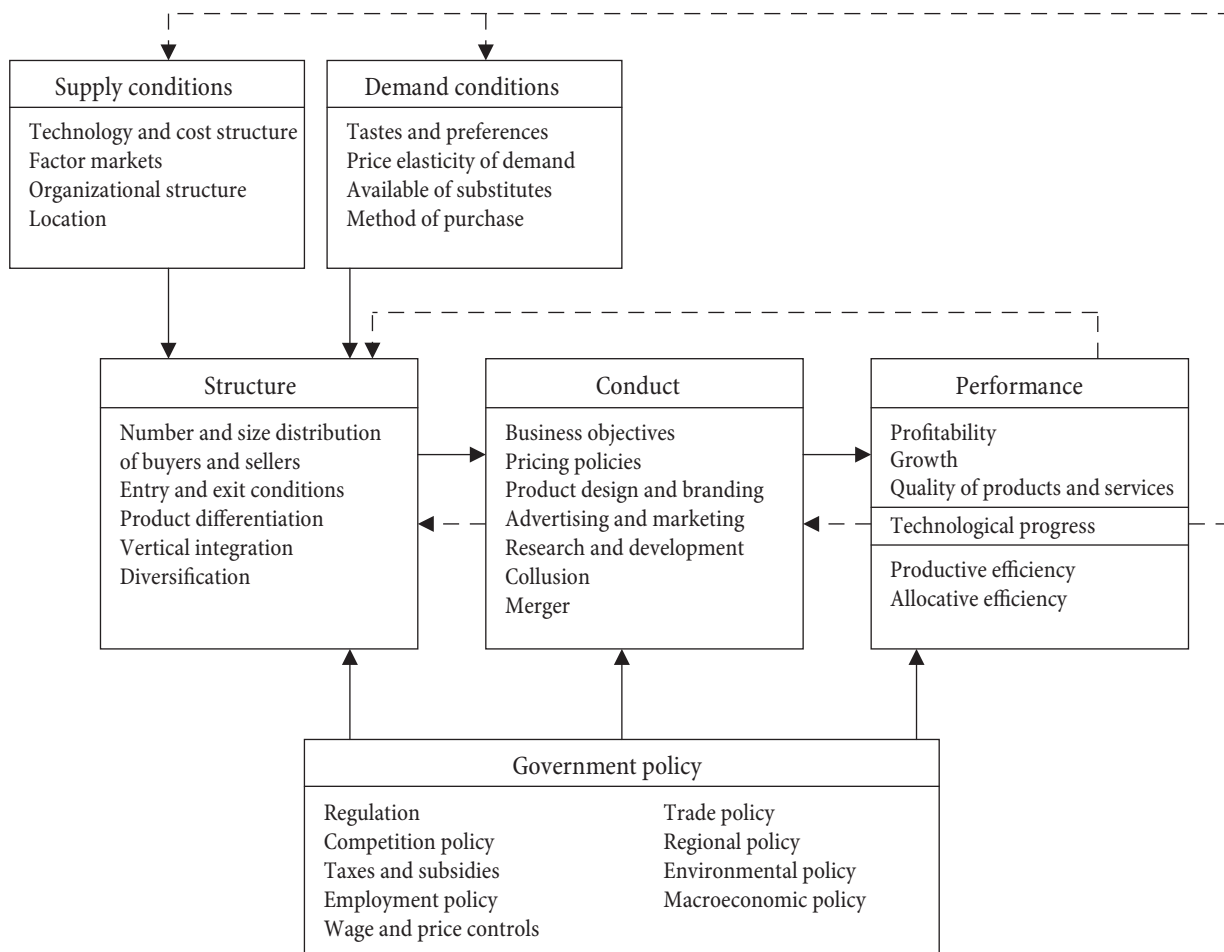 Supply conditions
Technology and cost structure
Factor markets
Organizational structure
Location
Demand conditions
Tastes and preferences
Price elasticity of demand
Available of substitutes
Method of purchase
Structure
Number and size distribution
of buyers and sellers
Entry and exit conditions
Product differentiation
Vertical integration
Diversification
Conduct
Business objectives
Pricing policies
Product design and branding
Advertising and marketing
Research and development
Collusion
Merger
Performance
Profitability
Growth
Quality of products and services
Technological progress
Productive efficiency
Allocative efficiency
Government policy
Regulation
Competition policy
Taxes and subsidies
Employment policy
Wage and price controls
Trade policy
Regional policy
Environmental policy
Macroeconomic policy